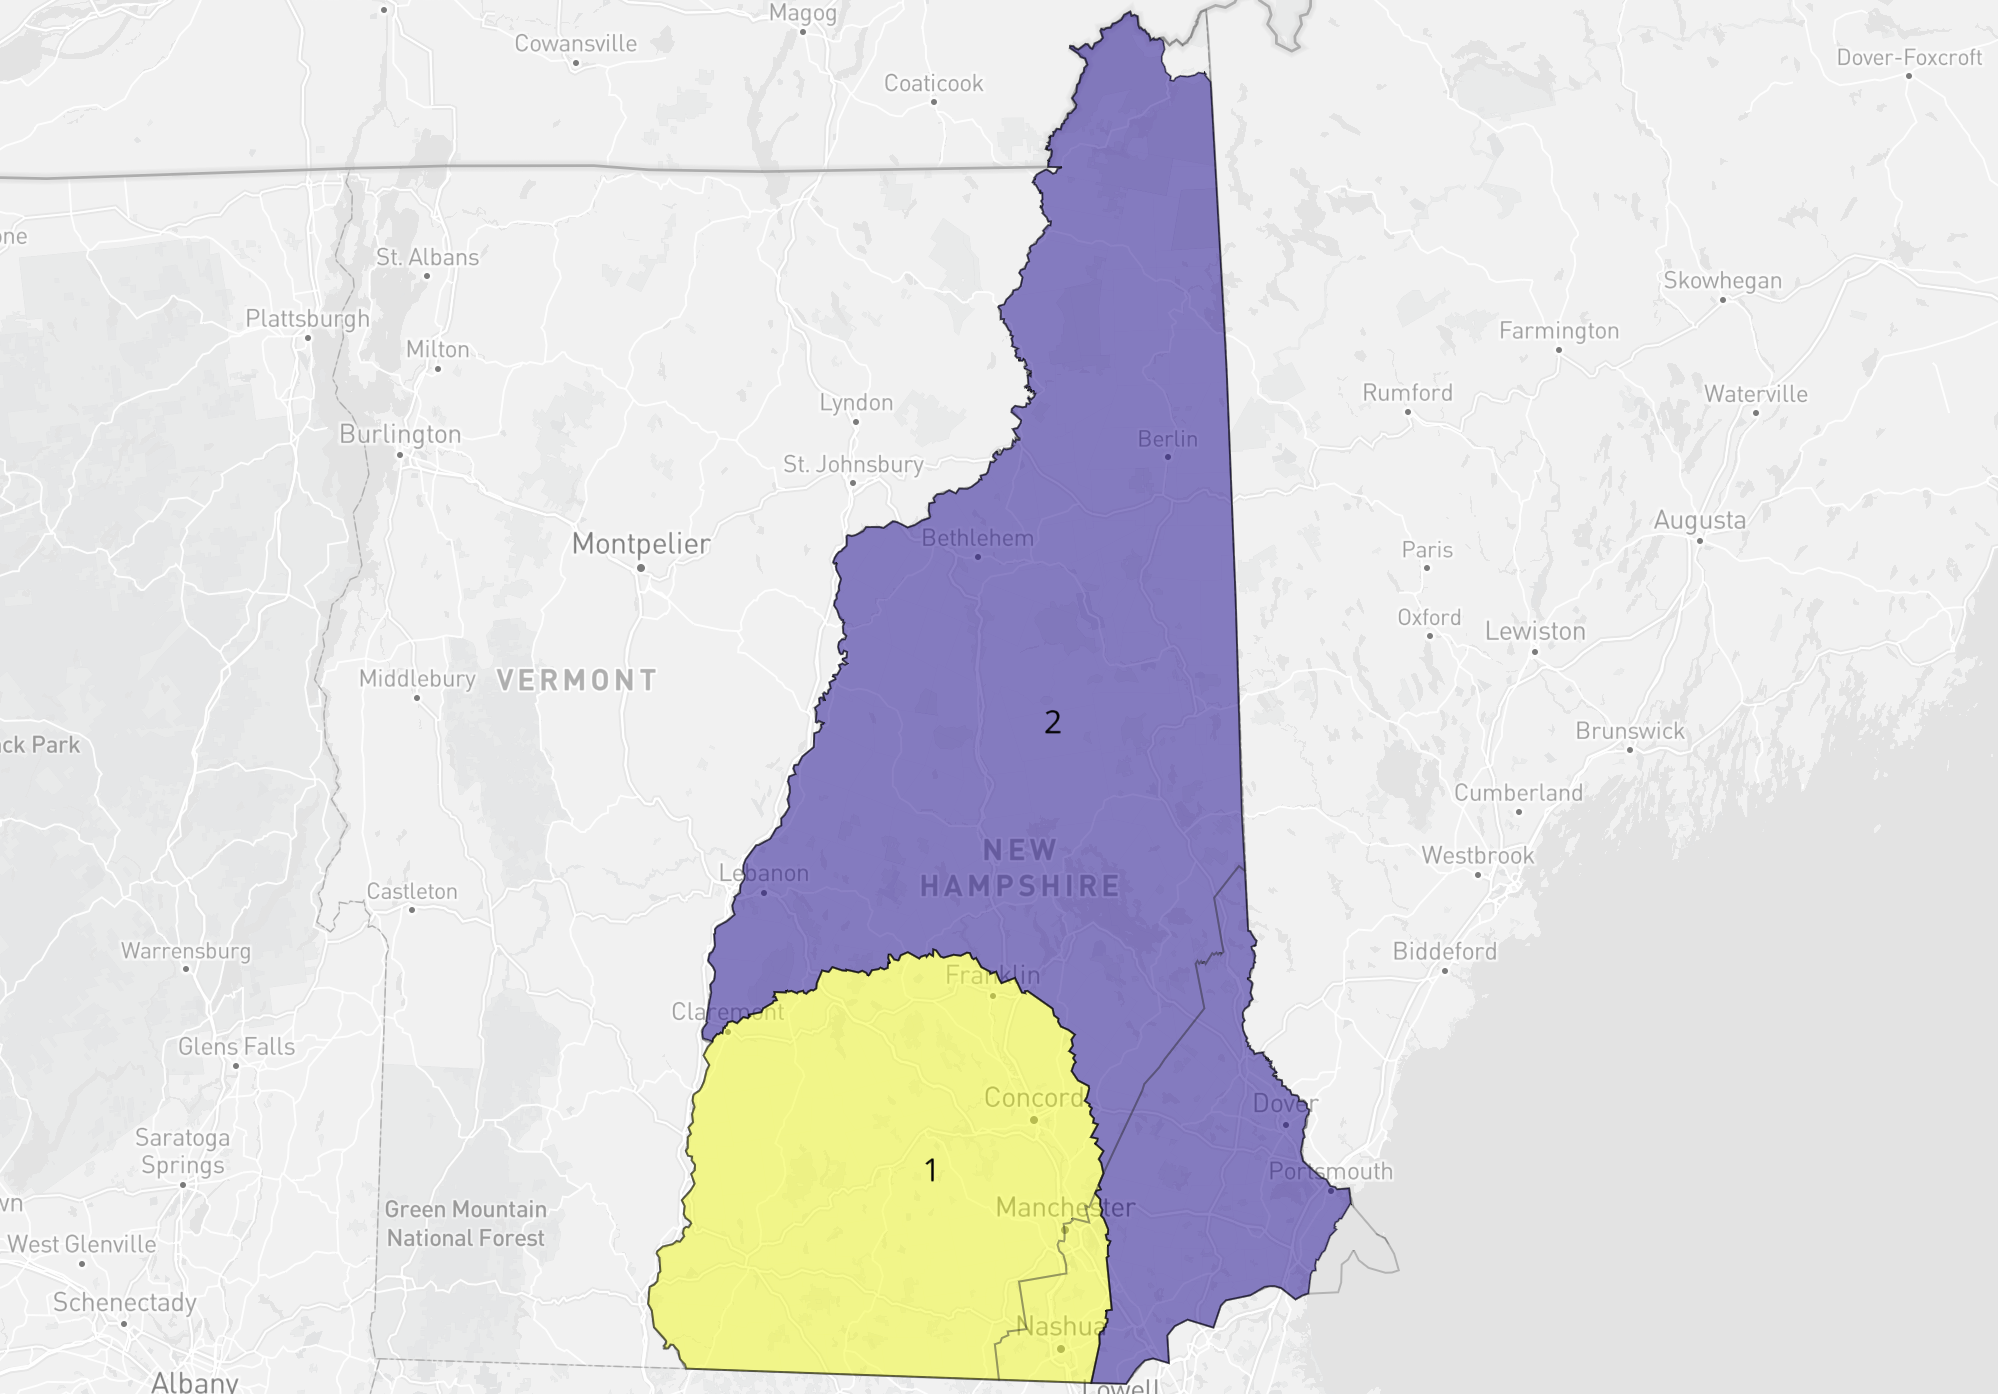 Magog
Cowansville
Dover-Foxcroft
Coaticook
one
St. Albans
Skowhegan
Plattsburgh
Farmington
Milton
Rumford
Waterville
Lyndon
Burlington
Berlin
St. Johnsbury
Augusta
Bethlehem
Montpelier
Paris
Oxford
Lewiston
Middlebury
VERMONT
2
Brunswick
ck Park
Cumberland
NEW
HAMPSHIRE
Westbrook
Lebanon
Castleton
Warrensburg
Biddeford
Franklin
Claremont
Glens Falls
Concord
Dover
Saratoga
Springs
1
Portsmouth
wn
Green Mountain
National Forest
Manchester
West Glenville
Schenectady
Nashua
Albany
Lowell